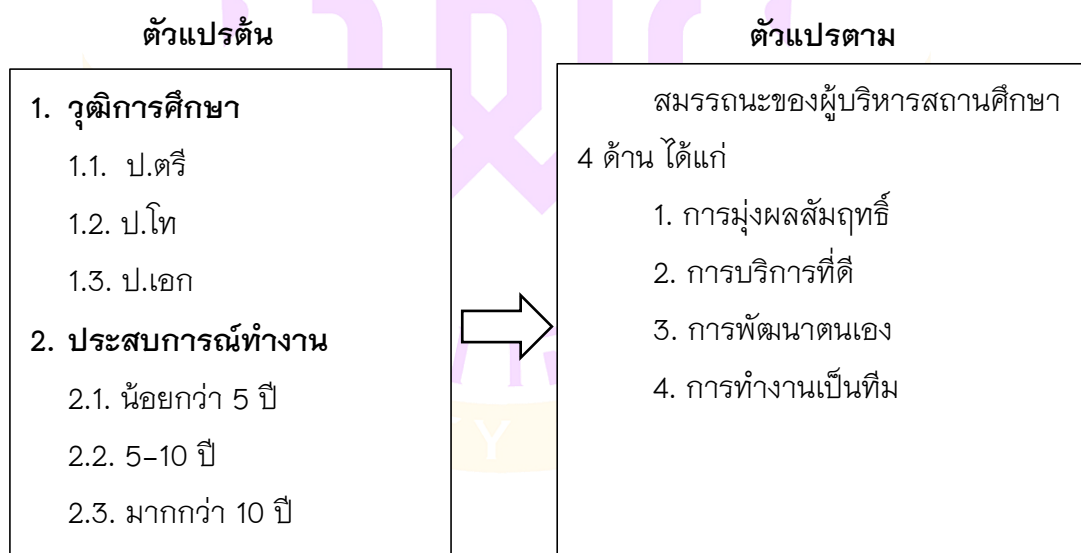 ตัวแปรต้น
1. วุฒิการศึกษา
1.1. ป.ตรี
1.2. ป.โท
1.3. ป.เอก
2. ประสบการณ์ทำงาน
2.1. น้อยกว่า 5 ปี
2.2. 5–10 ปี
2.3. มากกว่า 10 ปี
ตัวแปรตาม
สมรรถนะของผู้บริหารสถานศึกษา
4 ด้าน ได้แก่
1. การมุ่งผลสัมฤทธิ์
2. การบริการที่ดี
3. การพัฒนาตนเอง
4. การทำงานเป็นทีม